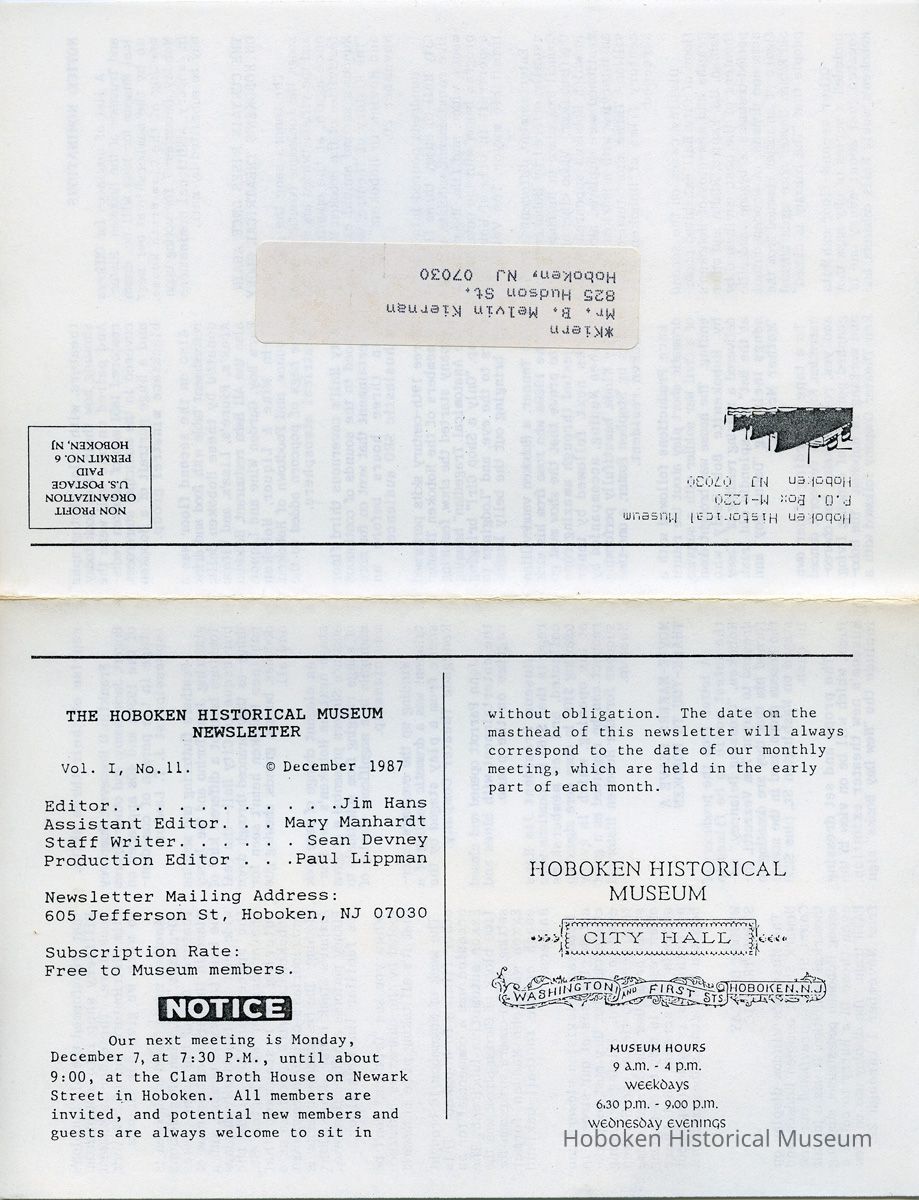 *Kiern
Mr. B. Melvin Kiernan
825 Hudson St.
Hoboken, NJ 07030
NON PROFIT
ORGANIZATION
U.S. POSTAGE
PAID
PERMIT NO. 6
HOBOKEN, NJ
Hoboken Historical Museum
P.O. Box M-1220
Hoboken NJ 07030
THE HOBOKEN HISTORICAL MUSEUM
NEWSLETTER
Vol. I, No.11. © December 1987
Editor. . . . . . . . . . .Jim Hans
Assistant Editor. . . Mary Manhardt
Staff Writer. . . . . . Sean Devney
Production Editor . . .Paul Lippman
Newsletter Mailing Address:
605 Jefferson St, Hoboken, NJ 07030
Subscription Rate:
Free to Museum members.
NOTICE
Our next meeting is Monday,
December 7, at 7:30 P.M., until about
9:00, at the Clam Broth House on Newark
Street in Hoboken. All members are
invited, and potential new members and
guests are always welcome to sit in
without obligation. The date on the
masthead of this newsletter will always
correspond to the date of our monthly
meeting, which are held in the early
part of each month.
HOBOKEN HISTORICAL
MUSEUM
CITY HALL
WASHINGTON AND FIRST STS HOBOKEN.N.J.
MUSEUM HOURS
9 a.m. - 4 p.m.
weekdays
6.30 p.m. - 9.00 p.m.
wednesday evenings
Hoboken Historical Museum